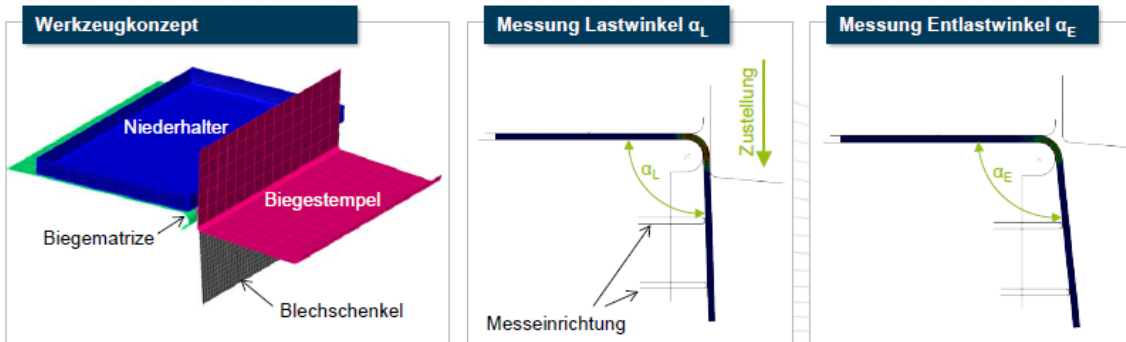 Werkzeugkonzept
Niederhalter
Biegestempel
Biegematrize
Blechschenkel
Messung Lastwinkel αL
Zustellung
αL
Messeinrichtung
Messung Entlastwinkel αE
αE